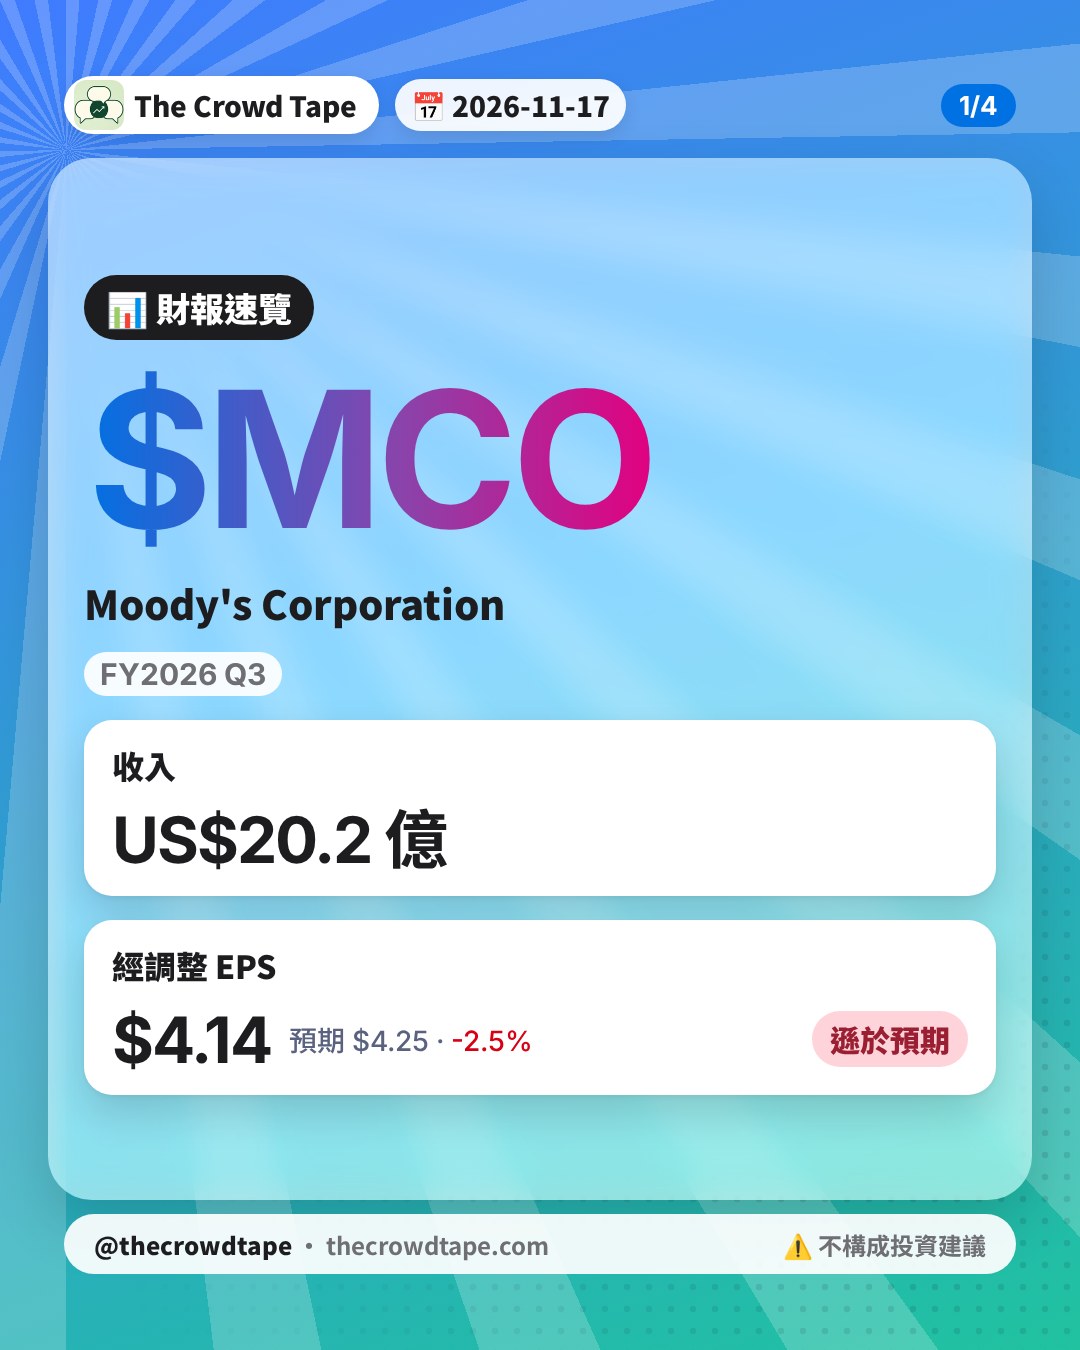 The Crowd Tape
📅 2026-11-17
1/4
📊 財報速覽
$MCO
Moody's Corporation
FY2026 Q3
收入
US$20.2 億
經調整 EPS
$4.14 預期 $4.25 · -2.5%
遜於預期
@thecrowdtape · thecrowdtape.com
⚠️ 不構成投資建議